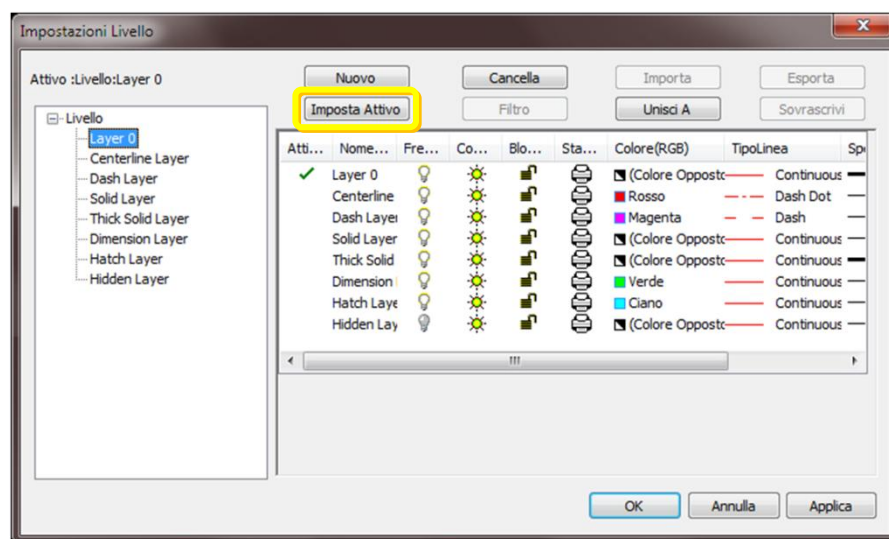 Impostazioni Livello
Attivo :Livello:Layer 0
Nuovo Cancella Importa Esporta
Imposta Attivo Filtro Unisci A Sovrascrivi
Livello
Layer 0
Centerline Layer
Dash Layer
Solid Layer
Thick Solid Layer
Dimension Layer
Hatch Layer
Hidden Layer
Atti... Nome... Fre... Co... Blo... Sta... Colore(RGB) TipoLinea Spe
Layer 0 (Colore Opposto Continuous
Centerline Rosso Dash Dot
Dash Layer Magenta Dash
Solid Layer (Colore Opposto Continuous
Thick Solid (Colore Opposto Continuous
Dimension Verde Continuous
Hatch Laye Ciano Continuous
Hidden Lay (Colore Opposto Continuous
OK Annulla Applica